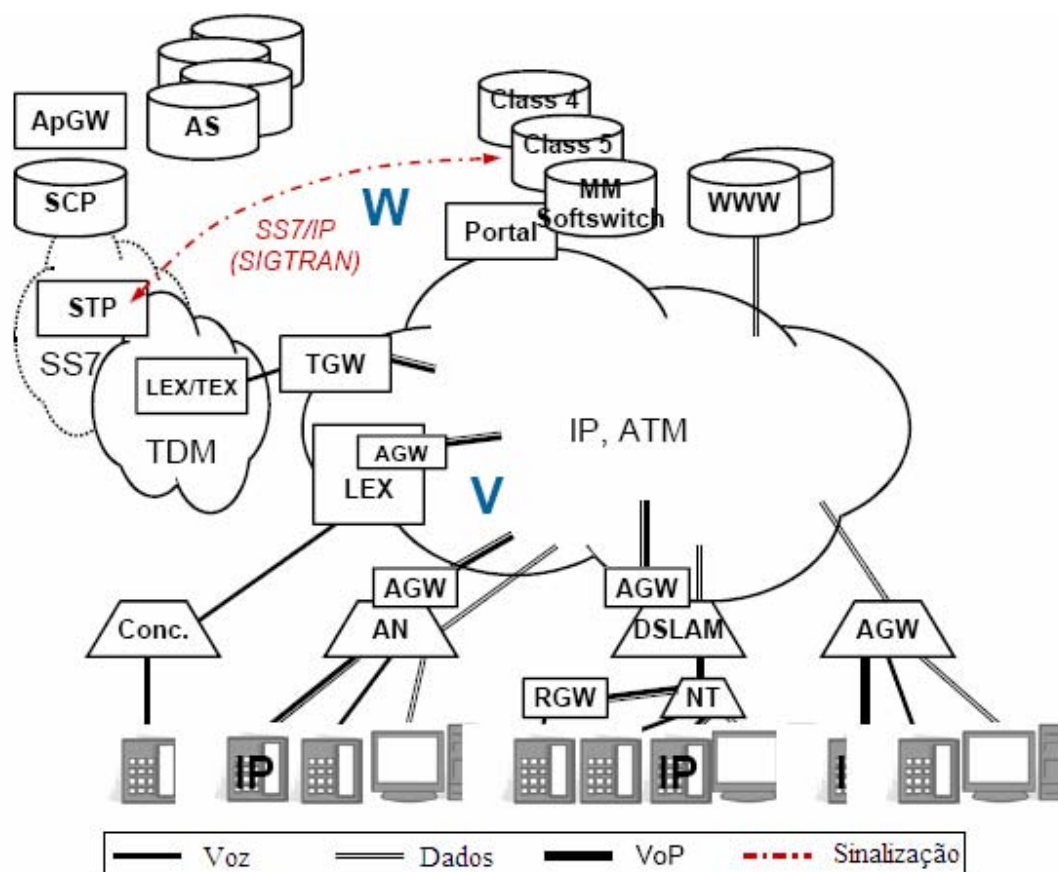 ApGW
AS
SCP
STP
SS7
LEX/TEX
TDM
SS7/IP
(SIGTRAN)
W
Class 4
Class 5
MM
Softswitch
Portal
WWW
TGW
AGW
LEX
V
IP, ATM
Conc.
AGW
AN
AGW
DSLAM
AGW
RGW
NT
IP
IP
I
Voz
Dados
VoP
Sinalização